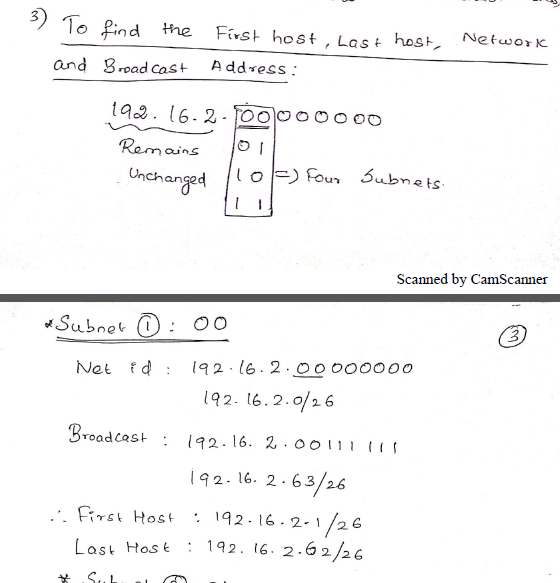 3) To find the First host, Last host, Network
and Broadcast Address:
192.16.2.00000000
Remains 01
Unchanged 10 => Four Subnets.
11
Scanned by CamScanner
* Subnet ① : 00
③
Net id : 192.16.2.00000000
192.16.2.0/26
Broadcast : 192.16.2.00111111
192.16.2.63/26
∴ First Host : 192.16.2.1/26
Last Host : 192.16.2.62/26